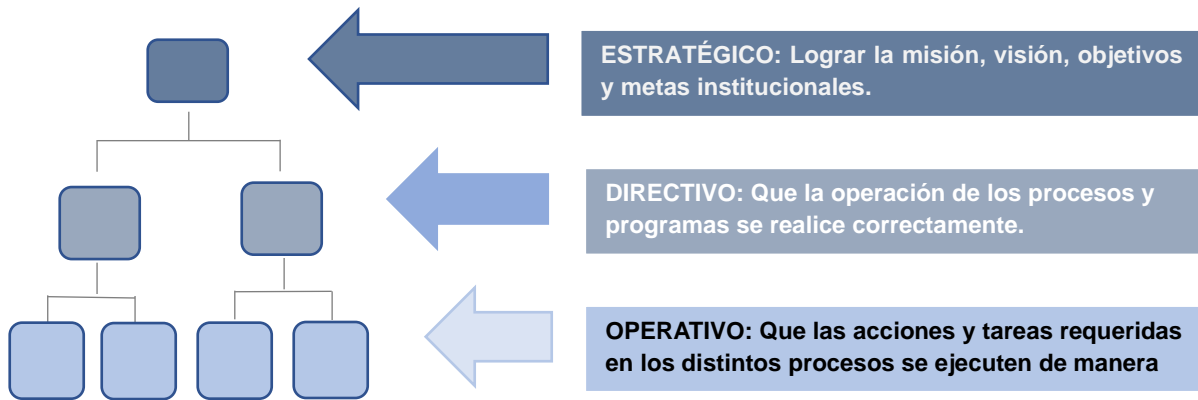 ESTRATÉGICO: Lograr la misión, visión, objetivos
y metas institucionales.
DIRECTIVO: Que la operación de los procesos y
programas se realice correctamente.
OPERATIVO: Que las acciones y tareas requeridas
en los distintos procesos se ejecuten de manera